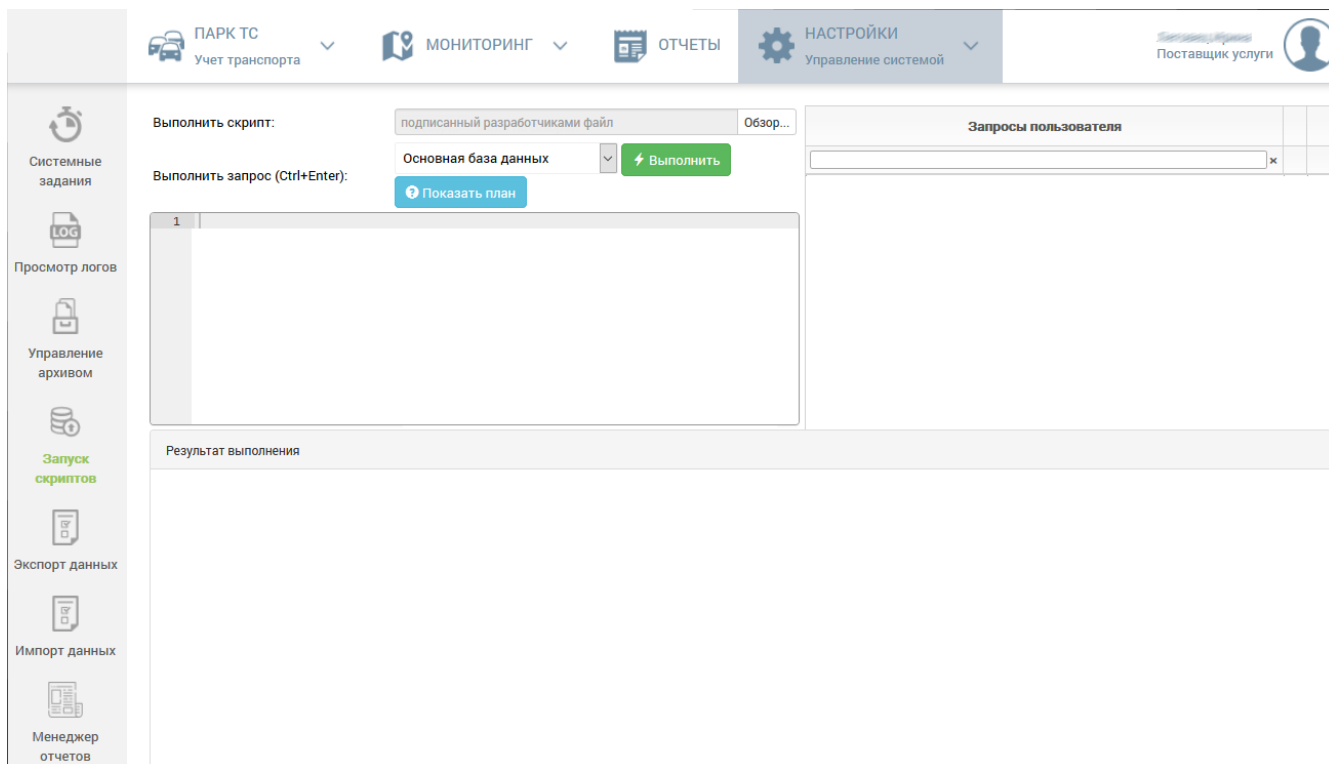 ПАРК ТС
Учет транспорта
МОНИТОРИНГ
ОТЧЕТЫ
НАСТРОЙКИ
Управление системой
Поставщик услуги
Системные
задания
LOG
Просмотр логов
Управление
архивом
Запуск
скриптов
Экспорт данных
Импорт данных
Менеджер
отчетов
Выполнить скрипт:
подписанный разработчиками файл
Обзор...
Выполнить запрос (Ctrl+Enter):
Основная база данных
Выполнить
Показать план
1
Запросы пользователя
Результат выполнения